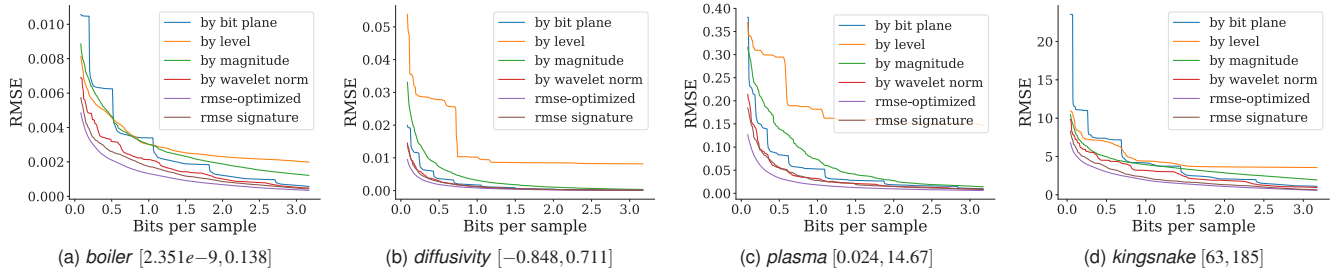 RMSE
0.010
0.008
0.006
0.004
0.002
0.000
by bit plane
by level
by magnitude
by wavelet norm
rmse-optimized
rmse signature
0.0 0.5 1.0 1.5 2.0 2.5 3.0
Bits per sample
(a) boiler [2.351e−9,0.138]
RMSE
0.05
0.04
0.03
0.02
0.01
0.00
by bit plane
by level
by magnitude
by wavelet norm
rmse-optimized
rmse signature
0.0 0.5 1.0 1.5 2.0 2.5 3.0
Bits per sample
(b) diffusivity [−0.848,0.711]
RMSE
0.40
0.35
0.30
0.25
0.20
0.15
0.10
0.05
0.00
by bit plane
by level
by magnitude
by wavelet norm
rmse-optimized
rmse signature
0.0 0.5 1.0 1.5 2.0 2.5 3.0
Bits per sample
(c) plasma [0.024,14.67]
RMSE
20
15
10
5
0
by bit plane
by level
by magnitude
by wavelet norm
rmse-optimized
rmse signature
0.0 0.5 1.0 1.5 2.0 2.5 3.0
Bits per sample
(d) kingsnake [63,185]